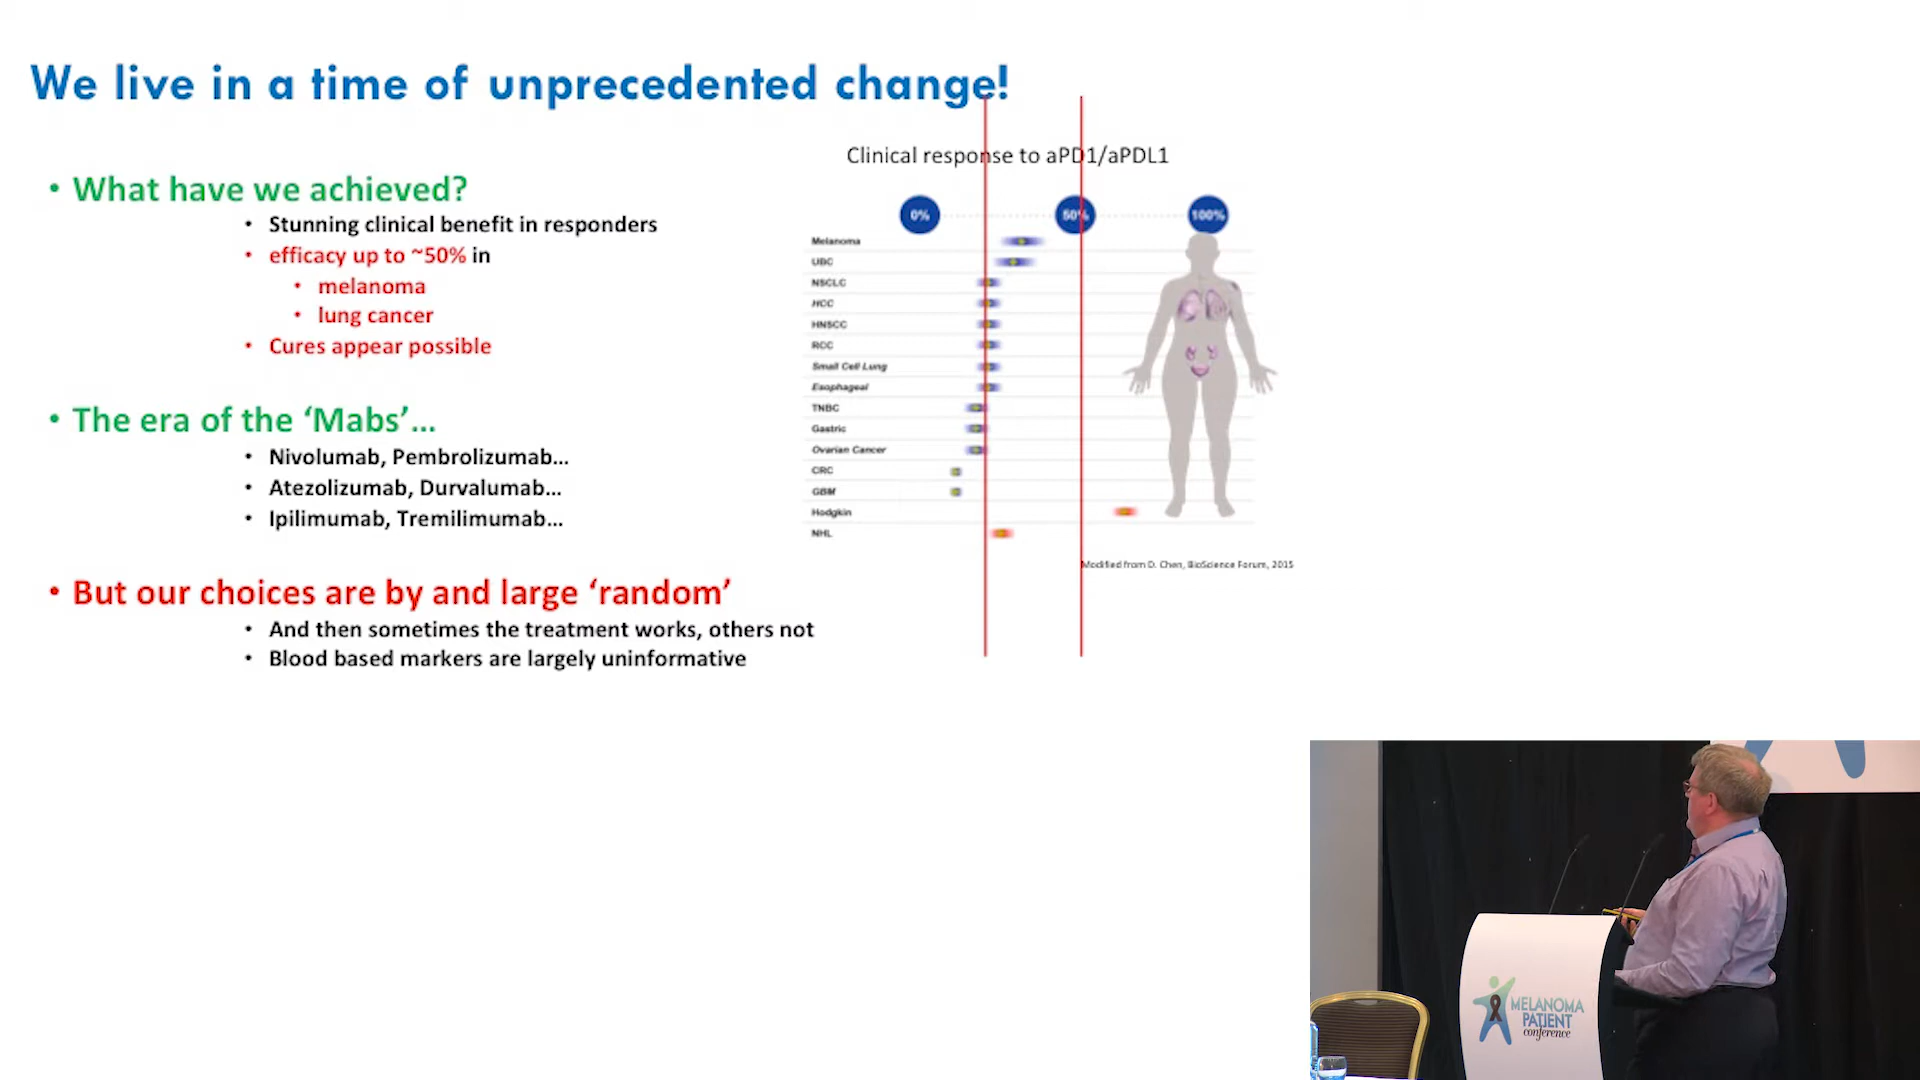 We live in a time of unprecedented change!
• What have we achieved?
• Stunning clinical benefit in responders
• efficacy up to ~50% in
• melanoma
• lung cancer
• Cures appear possible
• The era of the ‘Mabs’...
• Nivolumab, Pembrolizumab...
• Atezolizumab, Durvalumab...
• Ipilimumab, Tremilimumab...
• But our choices are by and large ‘random’
• And then sometimes the treatment works, others not
• Blood based markers are largely uninformative
Clinical response to aPD1/aPDL1
0% 50% 100%
Melanoma
UBC
NSCLC
HCC
HNSCC
RCC
Small Cell Lung
Esophageal
TNBC
Gastric
Ovarian Cancer
CRC
GBM
Hodgkin
NHL
Modified from D. Chen, BioScience Forum, 2015
MELANOMA
PATIENT
conference